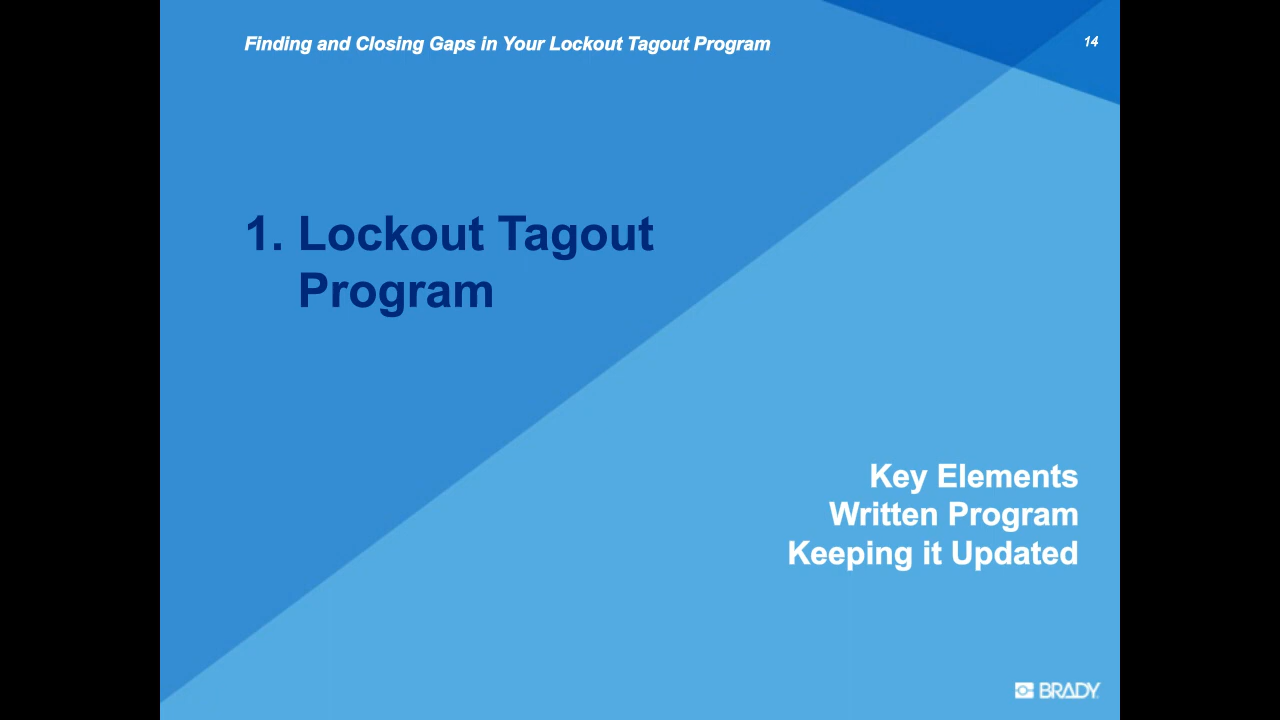 Finding and Closing Gaps in Your Lockout Tagout Program
14
1. Lockout Tagout
Program
Key Elements
Written Program
Keeping it Updated
BRADY